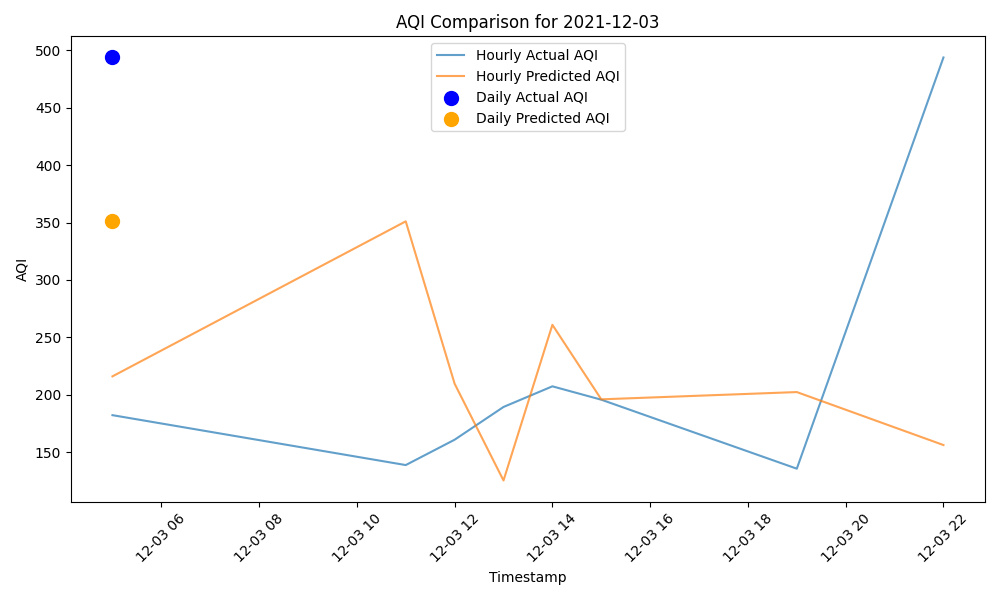 AQI Comparison for 2021-12-03
Hourly Actual AQI
Hourly Predicted AQI
Daily Actual AQI
Daily Predicted AQI
500
450
400
350
300
250
200
150
AQI
12-03 06
12-03 08
12-03 10
12-03 12
12-03 14
12-03 16
12-03 18
12-03 20
12-03 22
Timestamp